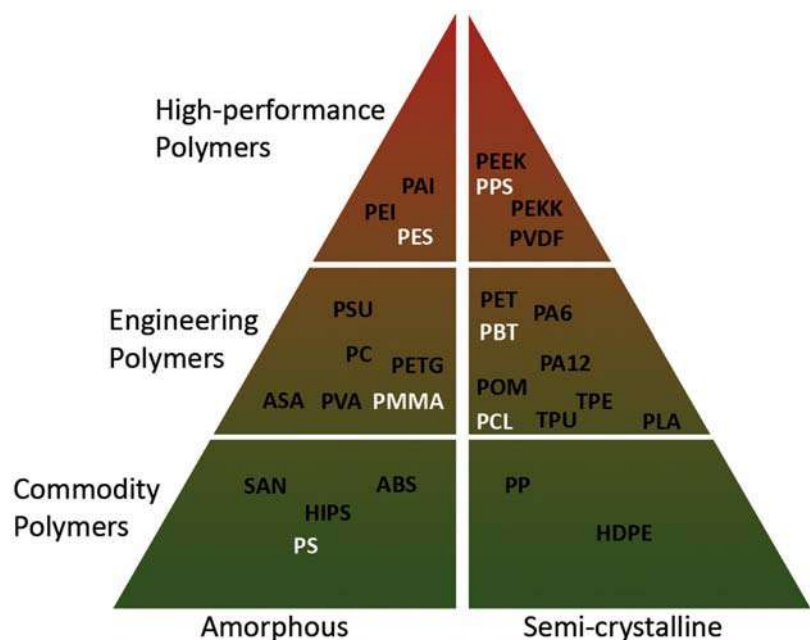 High-performance
Polymers
PEEK
PAI
PPS
PEI
PEKK
PES
PVDF
Engineering
Polymers
PSU
PET
PA6
PBT
PC
PETG
PA12
POM
ASA
PVA
PMMA
PCL
TPU
TPE
PLA
Commodity
Polymers
SAN
ABS
PP
HIPS
PS
HDPE
Amorphous
Semi-crystalline